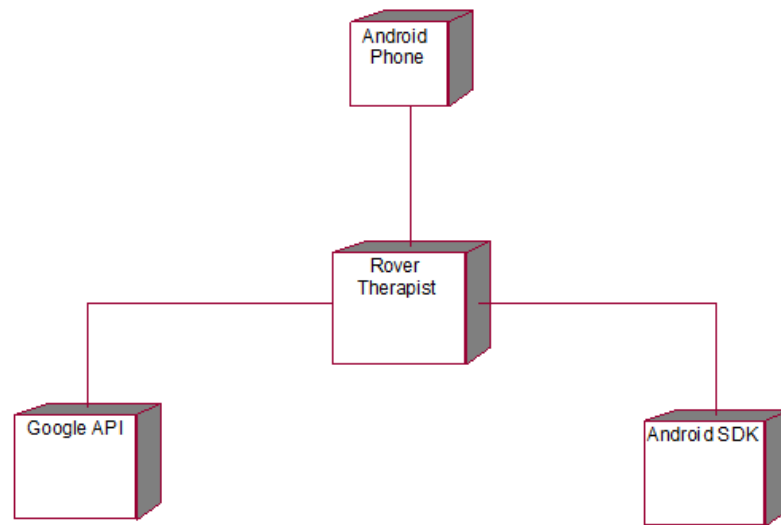 Android
Phone
Rover
Therapist
Google API
Android SDK